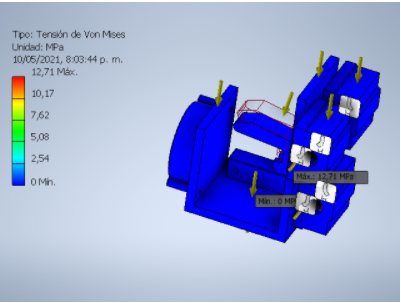 Tipo: Tensión de Von Mises
Unidad: MPa
10/05/2021, 8:03:44 p. m.
12,71 Máx.
10,17
7,62
5,08
2,54
0 Mín.
Máx.: 12,71 MPa
Mín.: 0 MP